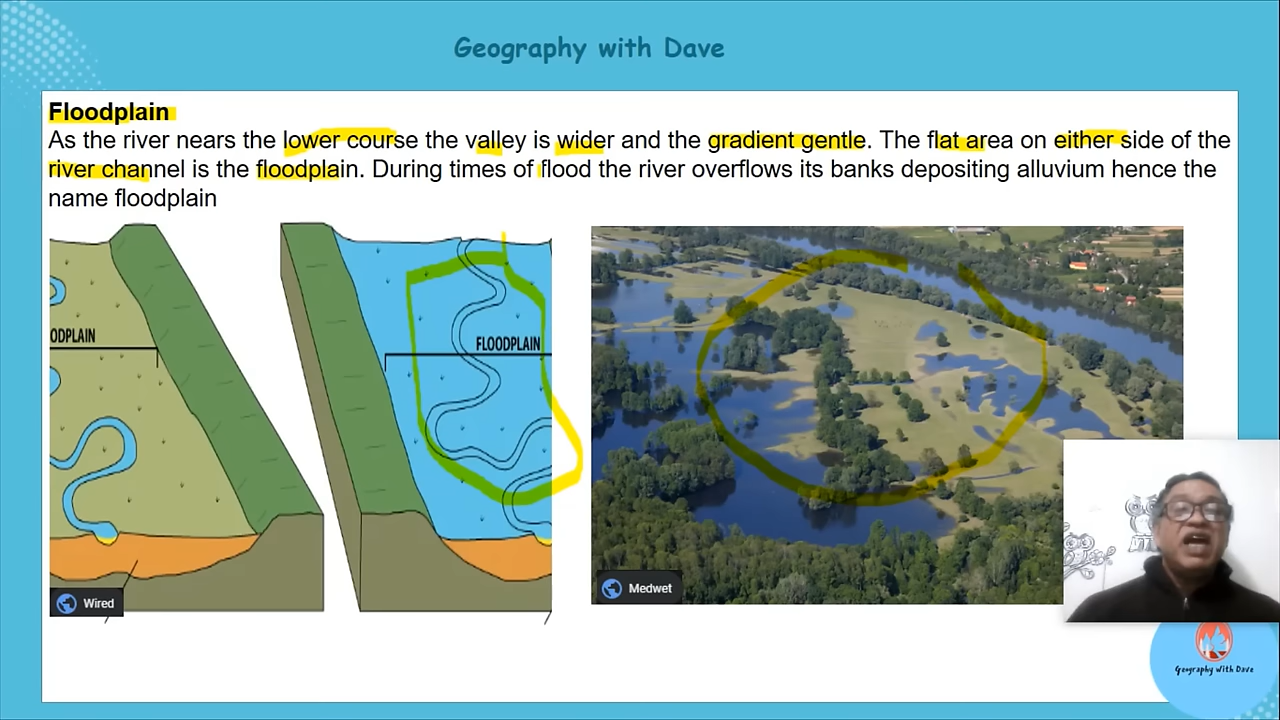 Geography with Dave
Floodplain
As the river nears the lower course the valley is wider and the gradient gentle. The flat area on either side of the
river channel is the floodplain. During times of flood the river overflows its banks depositing alluvium hence the
name floodplain
ODPLAIN
FLOODPLAIN
Wired
Medwet
Geography with Dave